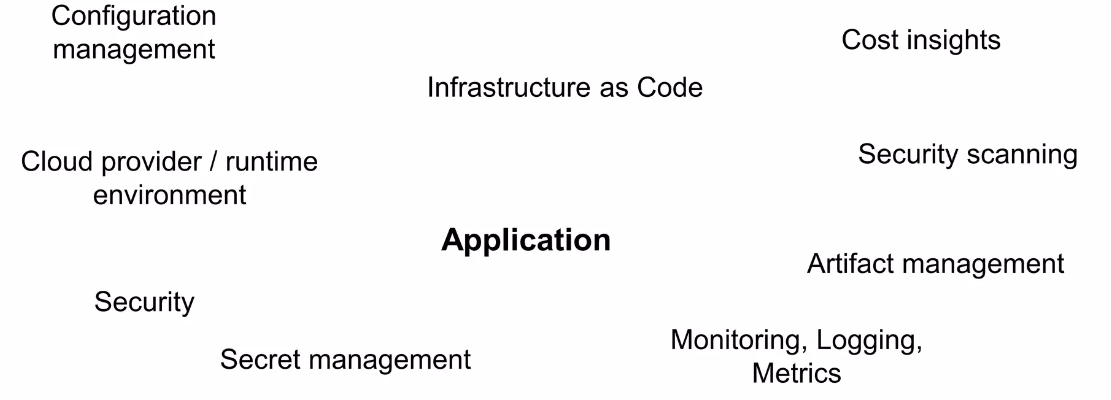 Configuration
management
Cost insights
Infrastructure as Code
Cloud provider / runtime
environment
Security scanning
Application
Artifact management
Security
Secret management
Monitoring, Logging,
Metrics